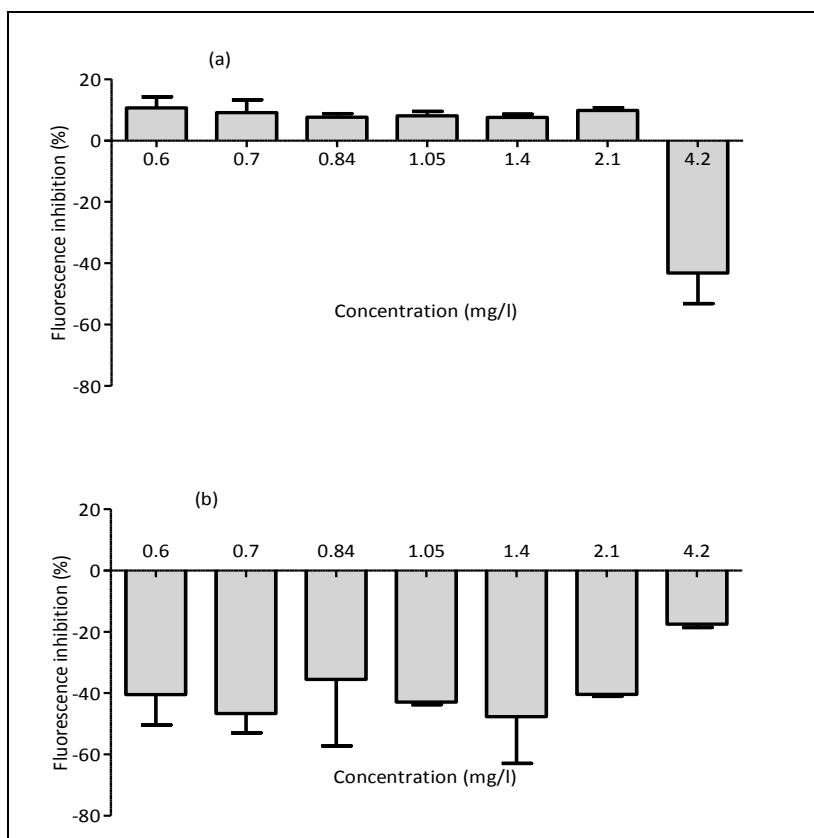 (a)
20
0
-20
-40
-60
-80
Fluorescence inhibition (%)
0.6 0.7 0.84 1.05 1.4 2.1 4.2
Concentration (mg/l)
(b)
20
0
-20
-40
-60
-80
Fluorescence inhibition (%)
0.6 0.7 0.84 1.05 1.4 2.1 4.2
Concentration (mg/l)